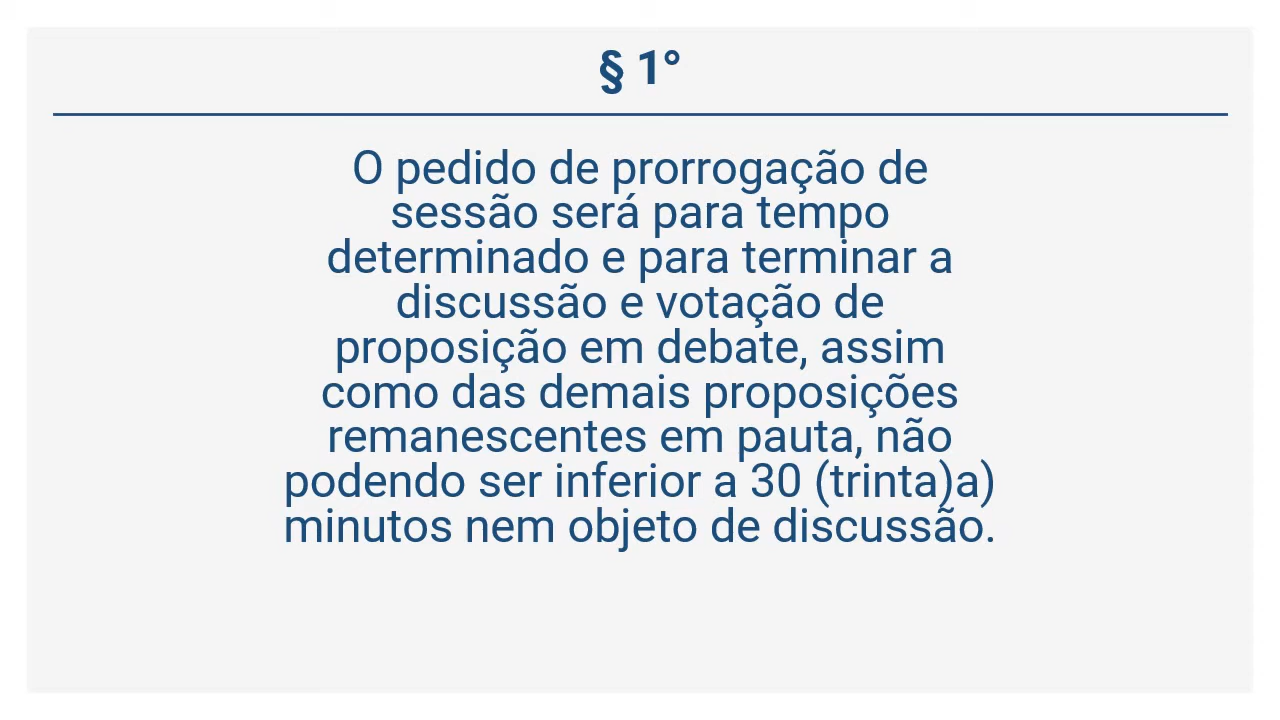 § 1°
O pedido de prorrogação de
sessão será para tempo
determinado e para terminar a
discussão e votação de
proposição em debate, assim
como das demais proposições
remanescentes em pauta, não
podendo ser inferior a 30 (trinta)a)
minutos nem objeto de discussão.